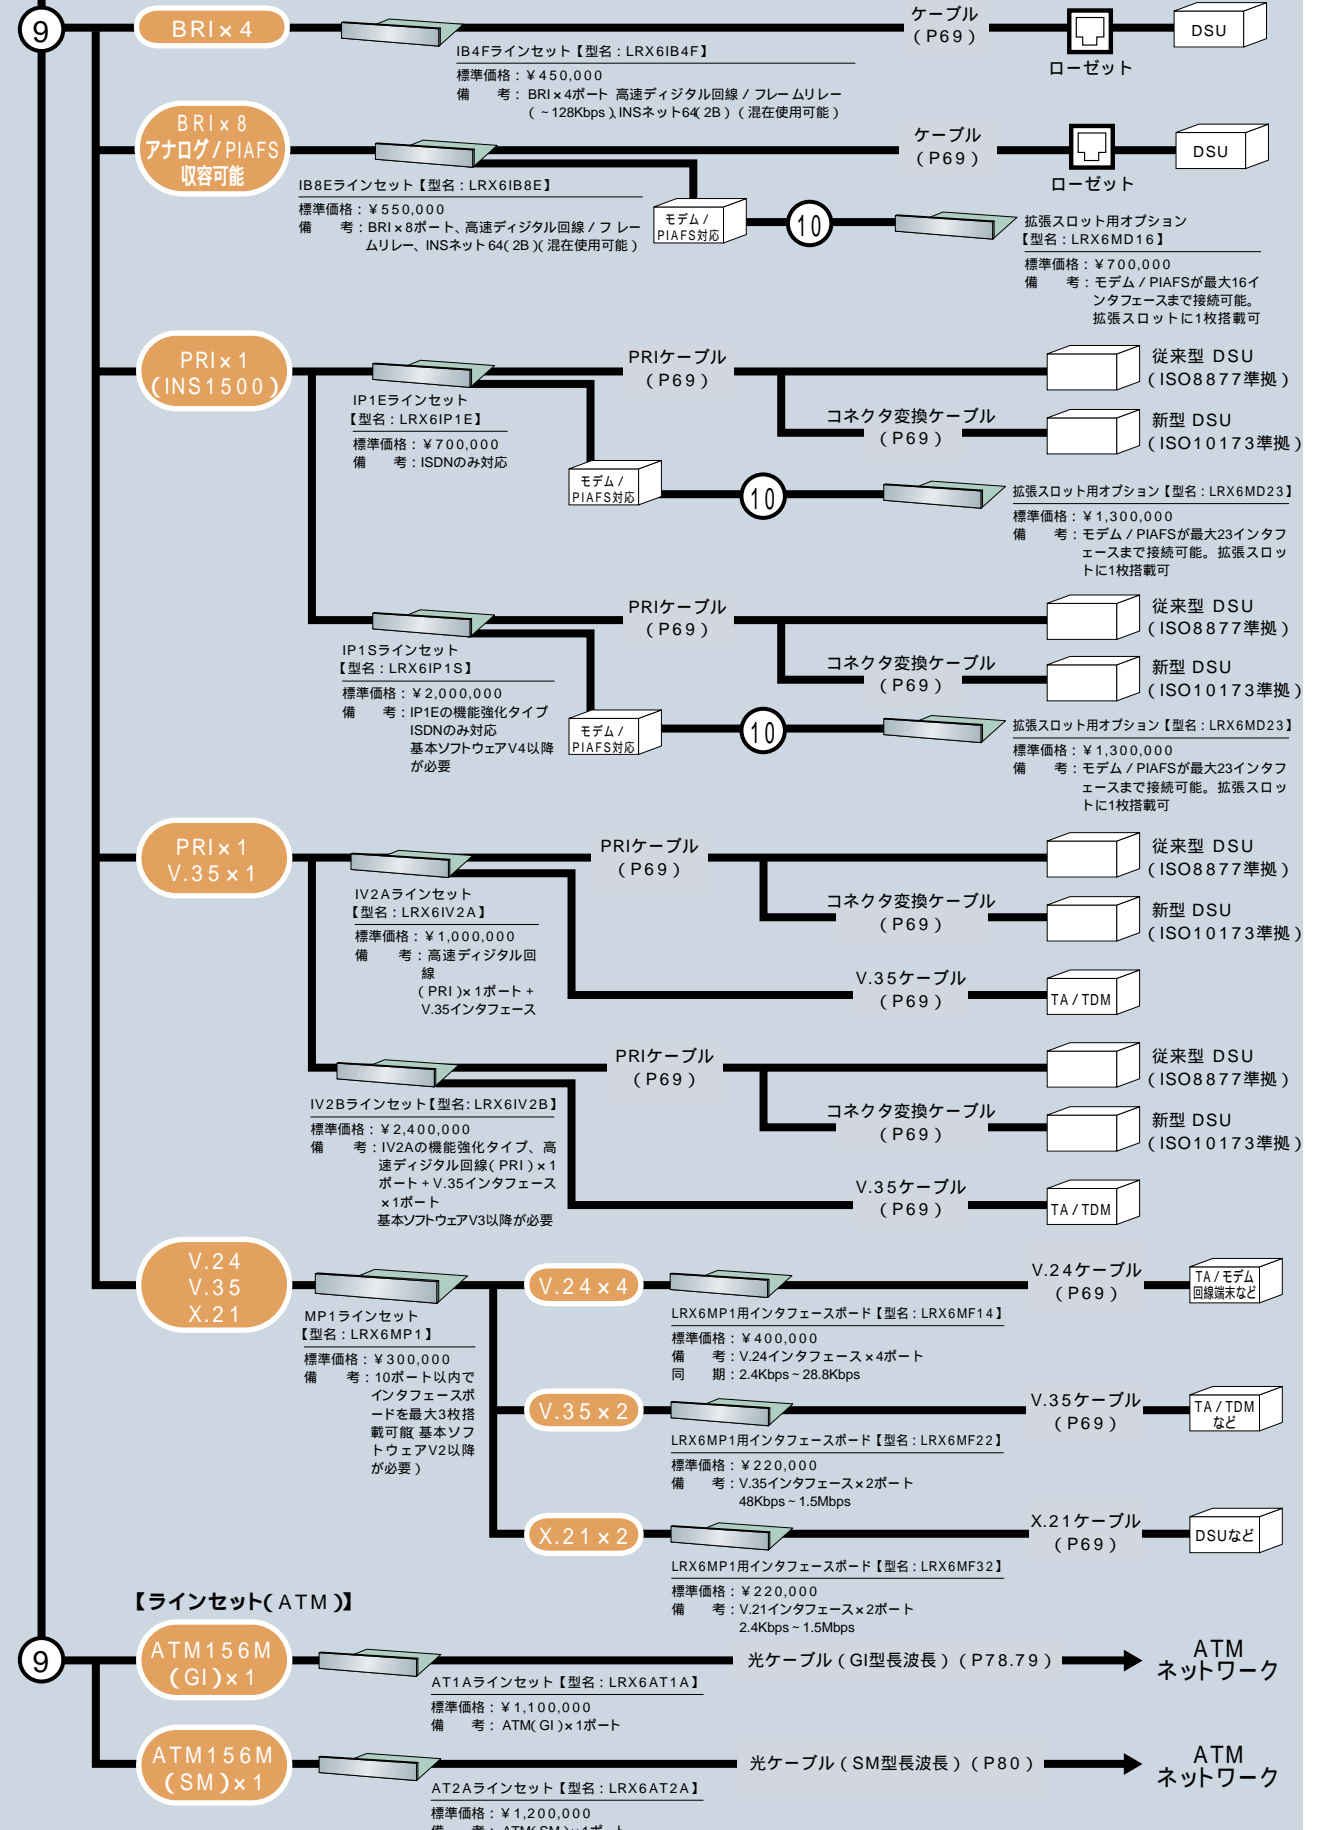 9
BRI×4
ケーブル
(P69)
ローゼット
DSU
IB4Fラインセット【型名：LRX6IB4F】
標準価格：¥450,000
備　考：BRI×4ポート 高速ディジタル回線／フレームリレー
(~128Kbps)、INSネット64(2B)(混在使用可能)
BRI×8
アナログ/PIAFS
収容可能
ケーブル
(P69)
ローゼット
DSU
IB8Eラインセット【型名：LRX6IB8E】
標準価格：¥550,000
備　考：BRI×8ポート、高速ディジタル回線／フレー
ムリレー、INSネット64(2B)(混在使用可能)
モデム/
PIAFS対応
10
拡張スロット用オプション
【型名：LRX6MD16】
標準価格：¥700,000
備　考：モデム／PIAFSが最大16イ
ンタフェースまで接続可能。
拡張スロットに1枚搭載可
PRI×1
(INS1500)
IP1Eラインセット
【型名：LRX6IP1E】
標準価格：¥700,000
備　考：ISDNのみ対応
PRIケーブル
(P69)
従来型 DSU
(ISO8877準拠)
コネクタ変換ケーブル
(P69)
新型 DSU
(ISO10173準拠)
モデム/
PIAFS対応
10
拡張スロット用オプション【型名：LRX6MD23】
標準価格：¥1,300,000
備　考：モデム／PIAFSが最大23インタフ
ェースまで接続可能。拡張スロッ
トに1枚搭載可
IP1Sラインセット
【型名：LRX6IP1S】
標準価格：¥2,000,000
備　考：IP1Eの機能強化タイプ
ISDNのみ対応
基本ソフトウェアV4以降
が必要
PRIケーブル
(P69)
従来型 DSU
(ISO8877準拠)
コネクタ変換ケーブル
(P69)
新型 DSU
(ISO10173準拠)
モデム/
PIAFS対応
10
拡張スロット用オプション【型名：LRX6MD23】
標準価格：¥1,300,000
備　考：モデム／PIAFSが最大23インタフ
ェースまで接続可能。拡張スロッ
トに1枚搭載可
PRI×1
V.35×1
IV2Aラインセット
【型名：LRX6IV2A】
標準価格：¥1,000,000
備　考：高速ディジタル回
線
(PRI)×1ポート+
V.35インタフェース
PRIケーブル
(P69)
従来型 DSU
(ISO8877準拠)
コネクタ変換ケーブル
(P69)
新型 DSU
(ISO10173準拠)
V.35ケーブル
(P69)
TA/TDM
IV2Bラインセット【型名：LRX6IV2B】
標準価格：¥2,400,000
備　考：IV2Aの機能強化タイプ、高
速ディジタル回線(PRI)×1
ポート+V.35インタフェース
×1ポート
基本ソフトウェアV3以降が必要
PRIケーブル
(P69)
従来型 DSU
(ISO8877準拠)
コネクタ変換ケーブル
(P69)
新型 DSU
(ISO10173準拠)
V.35ケーブル
(P69)
TA/TDM
V.24
V.35
X.21
MP1ラインセット
【型名：LRX6MP1】
標準価格：¥300,000
備　考：10ポート以内で
インタフェースボ
ードを最大3枚搭
載可能(基本ソフ
トウェアV2以降
が必要)
V.24×4
LRX6MP1用インタフェースボード【型名：LRX6MF14】
標準価格：¥400,000
備　考：V.24インタフェース×4ポート
同　期：2.4Kbps~28.8Kbps
V.24ケーブル
(P69)
TA/モデム
回線端末など
V.35×2
LRX6MP1用インタフェースボード【型名：LRX6MF22】
標準価格：¥220,000
備　考：V.35インタフェース×2ポート
48Kbps~1.5Mbps
V.35ケーブル
(P69)
TA/TDM
など
X.21×2
LRX6MP1用インタフェースボード【型名：LRX6MF32】
標準価格：¥220,000
備　考：V.21インタフェース×2ポート
2.4Kbps~1.5Mbps
X.21ケーブル
(P69)
DSUなど
【ラインセット(ATM)】
9
ATM156M
(GI)×1
AT1Aラインセット【型名：LRX6AT1A】
標準価格：¥1,100,000
備　考：ATM(GI)×1ポート
光ケーブル(GI型長波長)(P78.79)
ATM
ネットワーク
ATM156M
(SM)×1
AT2Aラインセット【型名：LRX6AT2A】
標準価格：¥1,200,000
備　考：ATM(SM)×1ポート
光ケーブル(SM型長波長)(P80)
ATM
ネットワーク